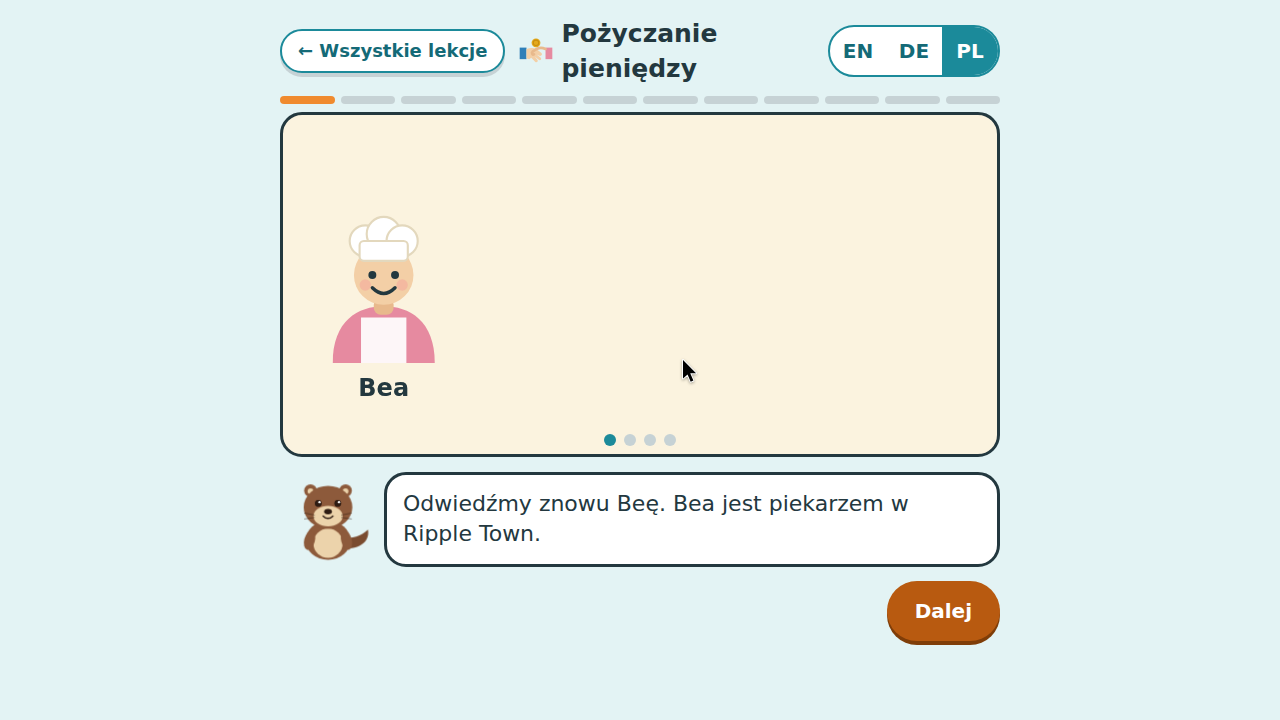 ← Wszystkie lekcje
Pożyczanie
pieniędzy
EN DE PL
Bea
Odwiedźmy znowu Beę. Bea jest piekarzem w
Ripple Town.
Dalej